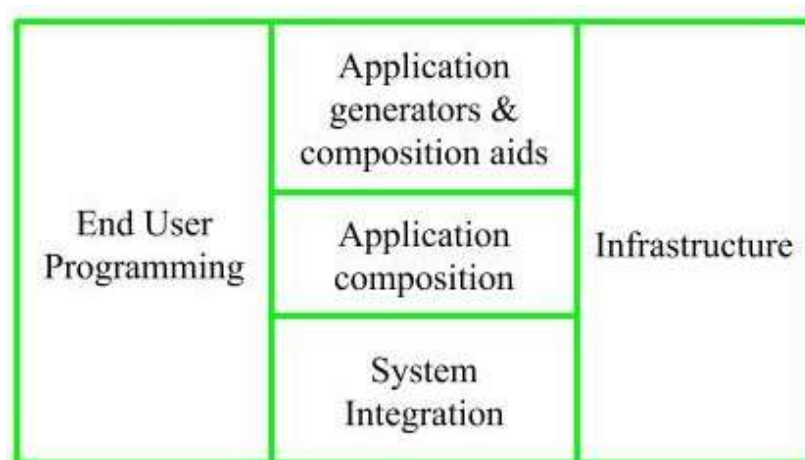 End User
Programming
Application
generators &
composition aids
Application
composition
System
Integration
Infrastructure